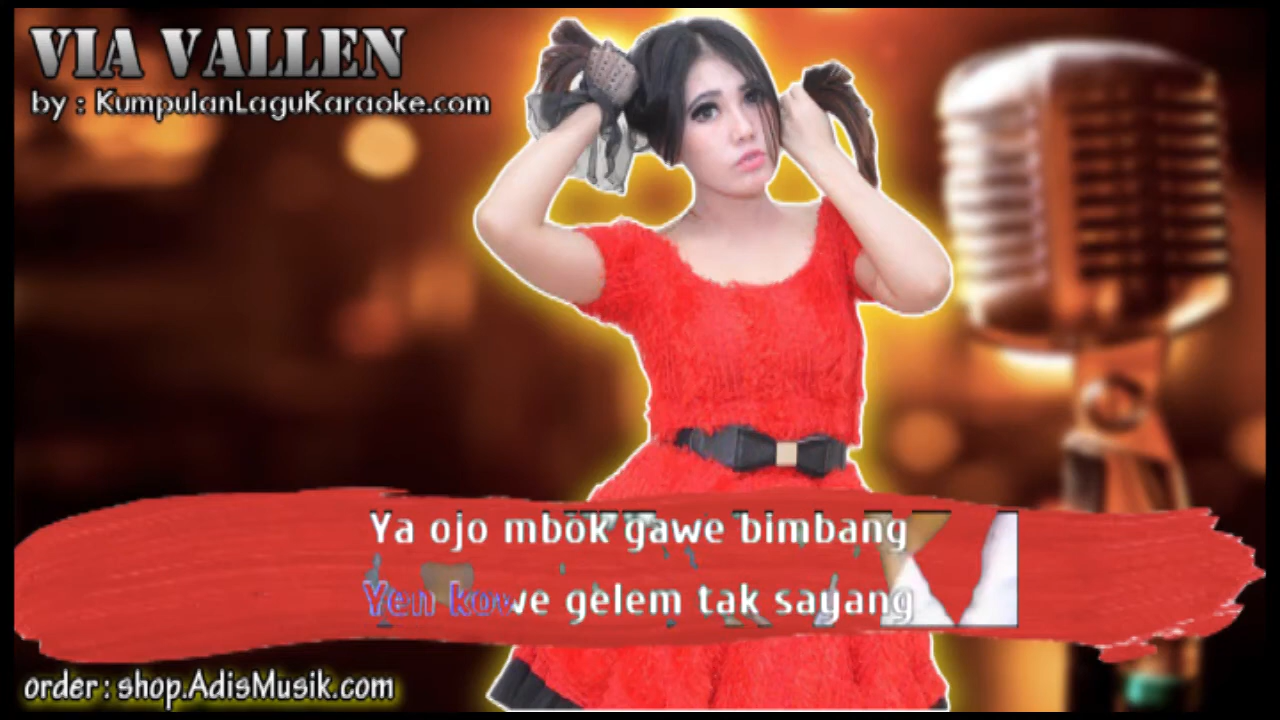 VIA VALLEN
by : KumpulanLaguKaraoke.com
Ya ojo mbok gawe bimbang
Yen kowe gelem tak sayang
order : shop.AdisMusik.com